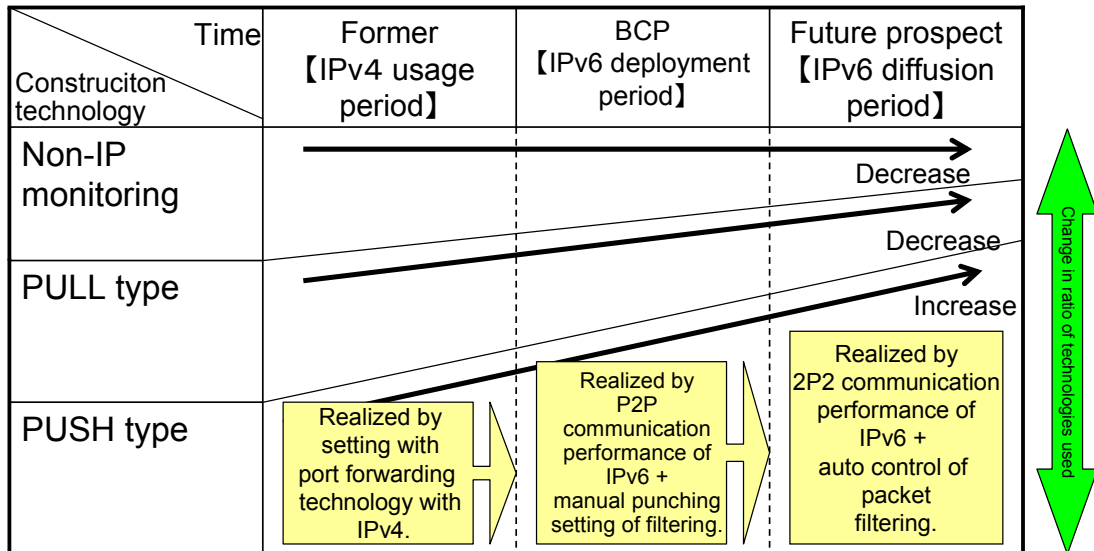 Time
Construciton
technology
Former
【IPv4 usage
period】
BCP
【IPv6 deployment
period】
Future prospect
【IPv6 diffusion
period】
Non-IP
monitoring
Decrease
PULL type
Decrease
Increase
PUSH type
Realized by
setting with
port forwarding
technology with
IPv4.
Realized by
P2P
communication
performance of
IPv6 +
manual punching
setting of filtering.
Realized by
2P2 communication
performance of
IPv6 +
auto control of
packet
filtering.
Change in ratio of technologies used